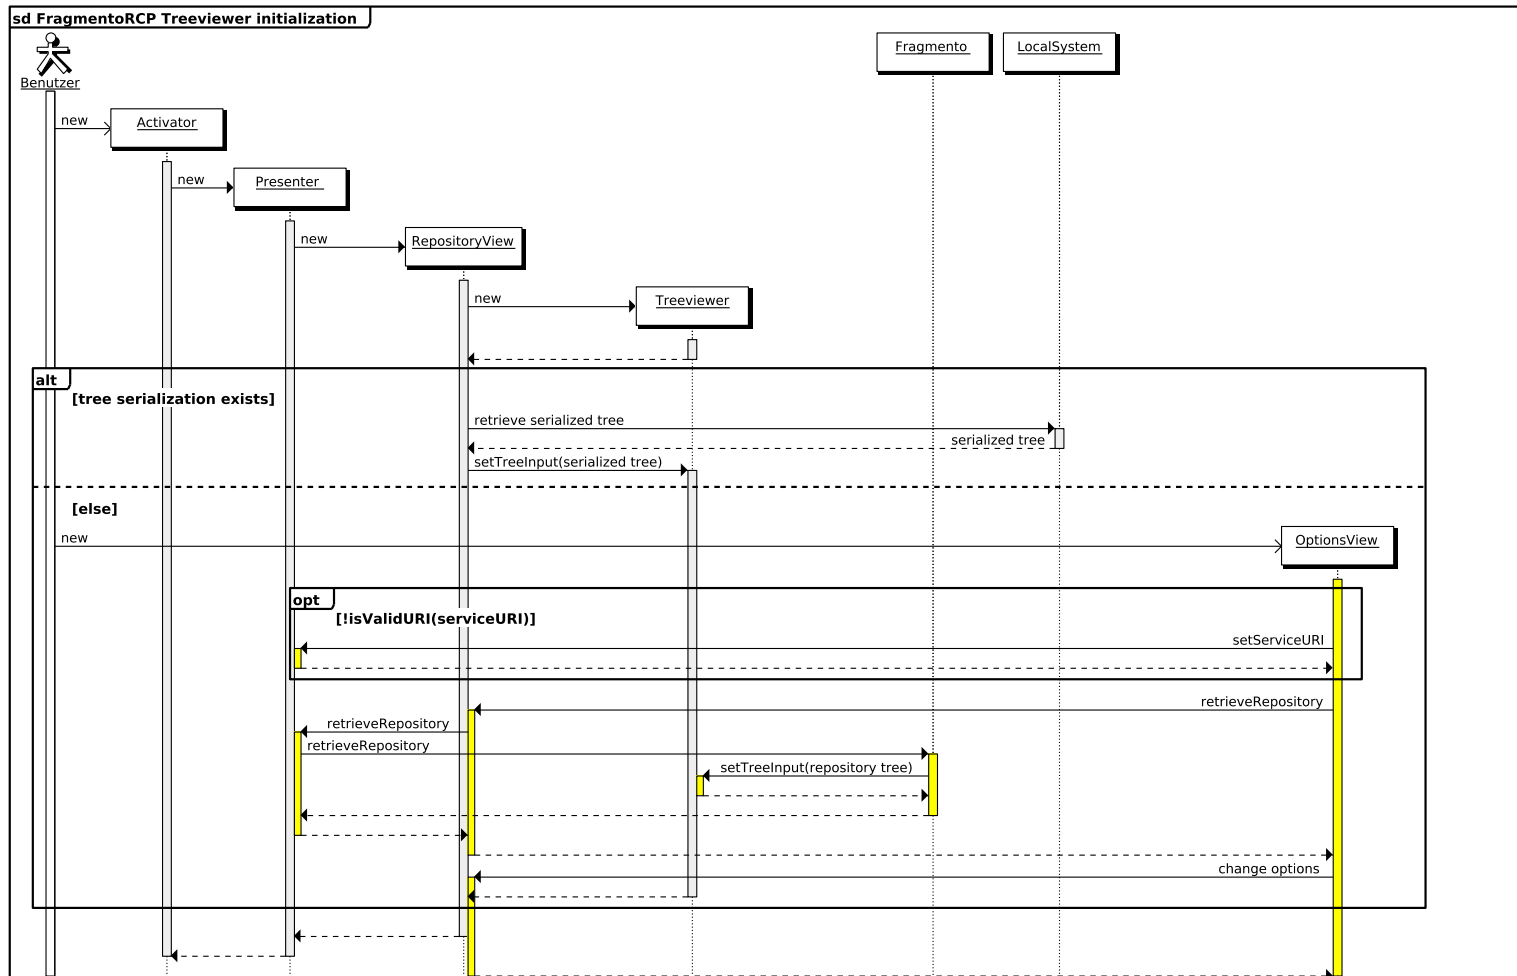 sd FragmentoRCP Treeviewer initialization
Benutzer
Fragmento
LocalSystem
new
Activator
new
Presenter
new
RepositoryView
new
Treeviewer
alt
[tree serialization exists]
retrieve serialized tree
serialized tree
setTreeInput(serialized tree)
[else]
new
OptionsView
opt
[!isValidURI(serviceURI)]
setServiceURI
retrieveRepository
retrieveRepository
retrieveRepository
setTreeInput(repository tree)
change options